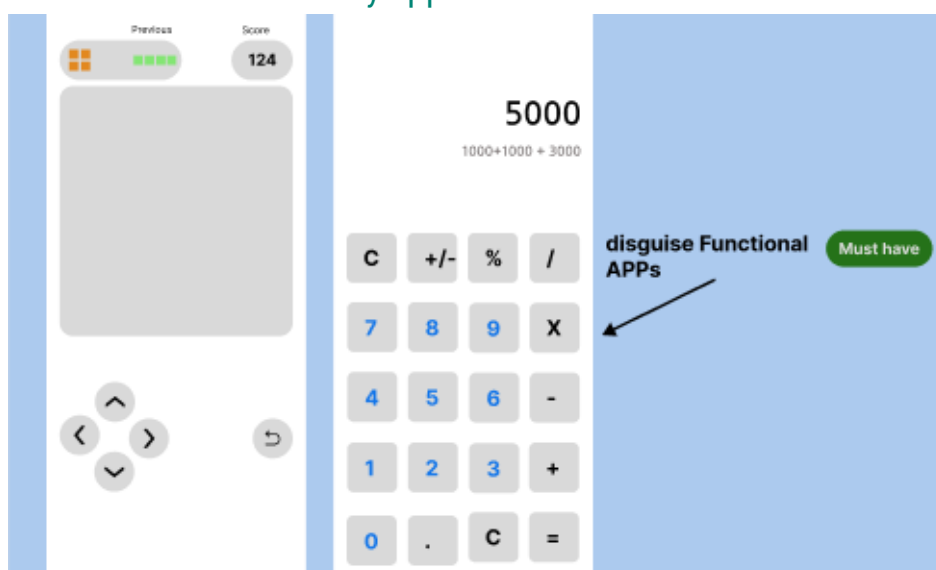 y app
Previous Score
124
5000
1000+1000 + 3000
C +/- % /
7 8 9 X
4 5 6 -
1 2 3 +
0 . C =
disguise Functional
APPs
Must have